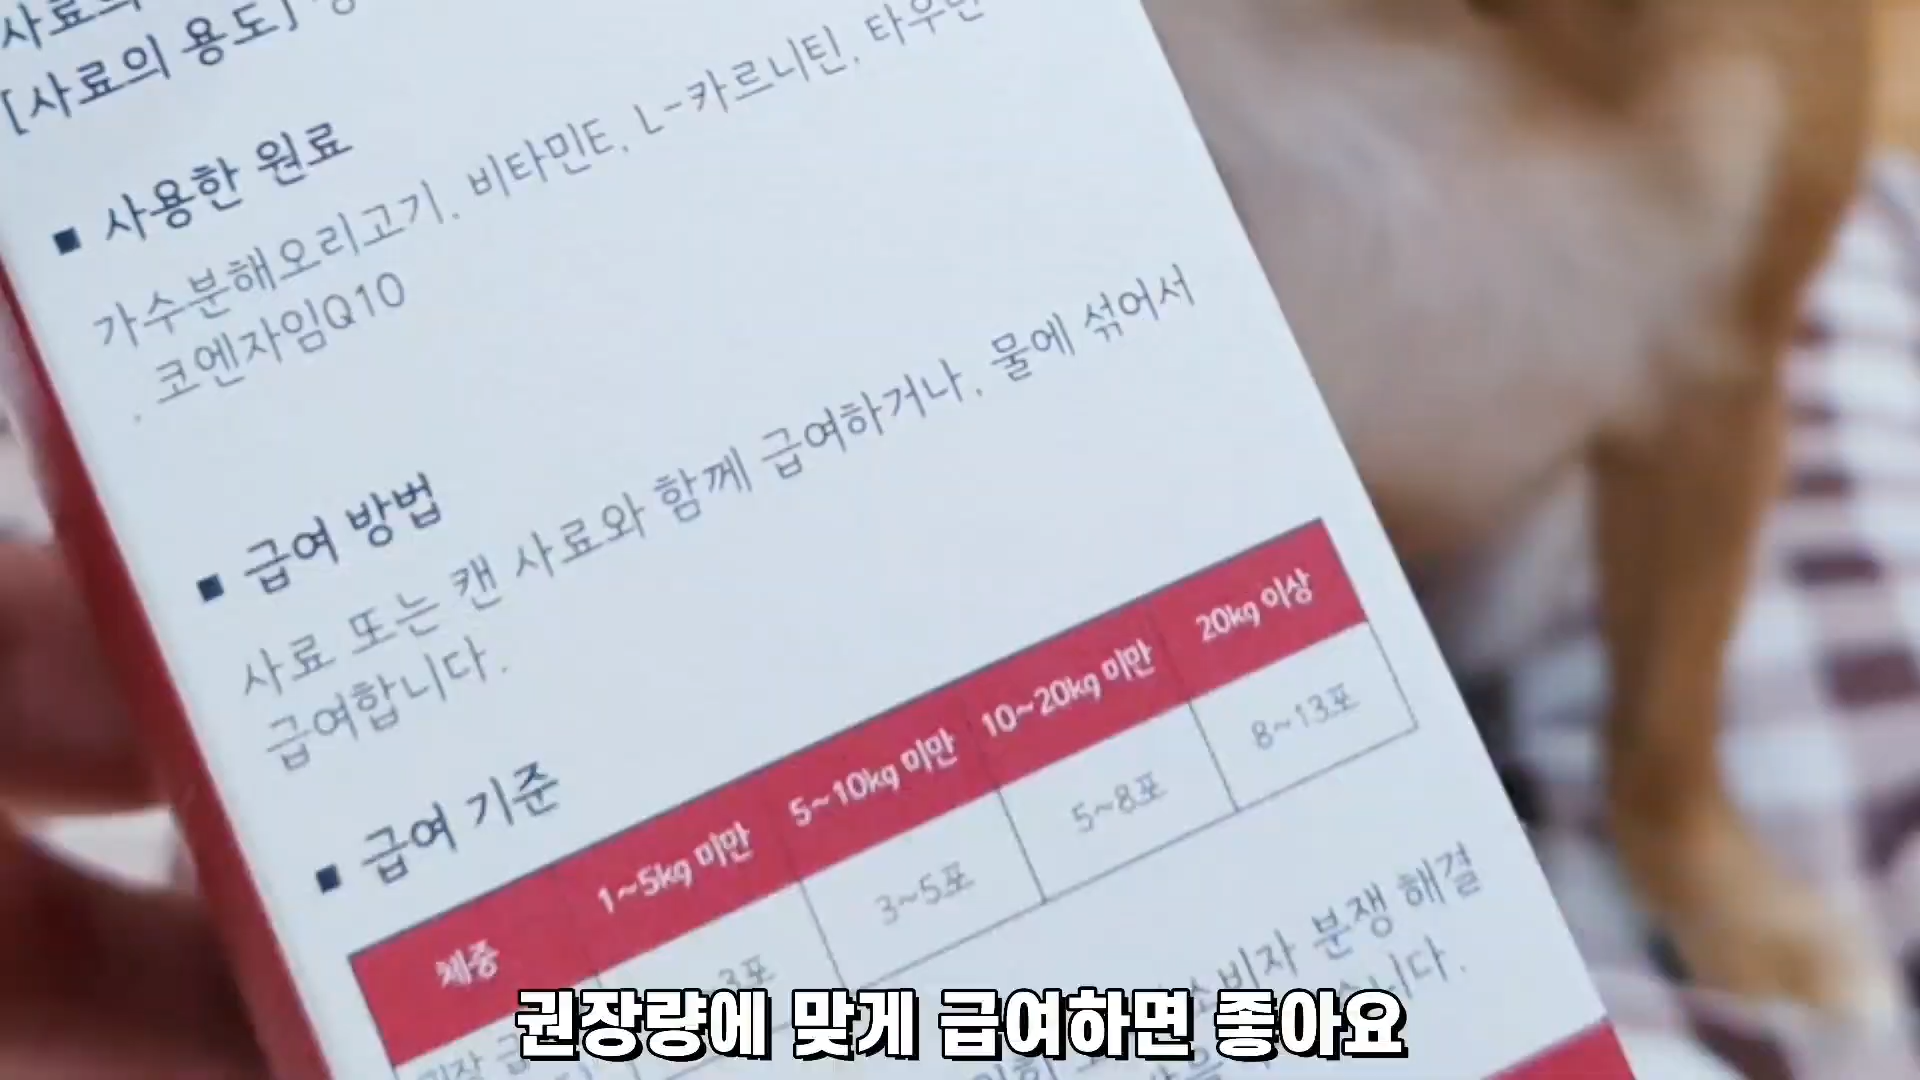 [사료의 용도]
■ 사용한 원료
가수분해오리고기, 비타민E, L-카르니틴, 타우린
, 코엔자임Q10
■ 급여 방법
사료 또는 캔 사료와 함께 급여하거나, 물에 섞어서
급여합니다.
■ 급여 기준
체중 1~5kg 미만 5~10kg 미만 10~20kg 미만 20kg 이상
3포 3~5포 5~8포 8~13포
소비자 분쟁 해결
권장량에 맞게 급여하면 좋아요